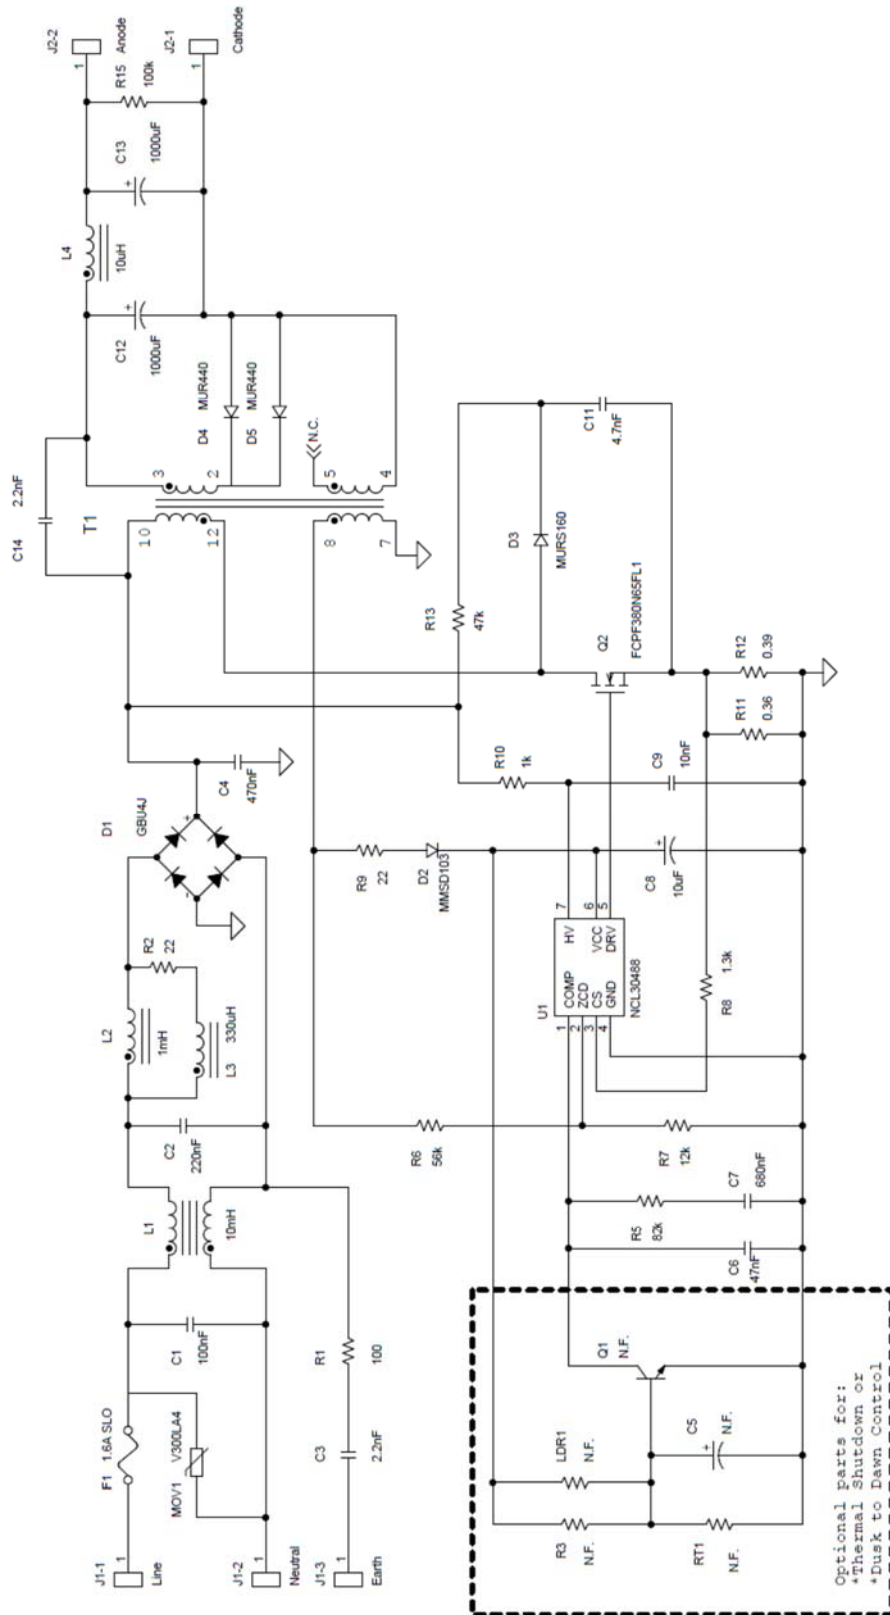 J1-1
1
Line
J1-2
1
Neutral
J1-3
1
Earth
F1 1.6A SLO
MOV1 V300LA4
C1
100nF
C3
2.2nF
R1
100
L1
10mH
C2
220nF
L2
1mH
L3
330uH
R2
22
D1
GBU4J
C4
470nF
C14
2.2nF
T1
10
12
8
7
3
2
5
4
N.C.
D4 MUR440
D5 MUR440
C12
1000uF
L4
10uH
C13
1000uF
R15
100k
J2-2
1
Anode
J2-1
1
Cathode
R6
56k
R9
22
D2
MMSD103
R13
47k
D3
MURS160
C11
4.7nF
R10
1k
Q2
FCPF380N65FL1
U1
1
COMP
2
ZCD
3
CS
4
GND
HV
7
VCC
6
DRV
5
NCL30488
C9
10nF
C8
10uF
R8
1.3k
R11
0.36
R12
0.39
R7
12k
R5
82k
C7
680nF
C6
47nF
Q1
N.F.
LDR1
N.F.
R3
N.F.
C5
N.F.
RT1
N.F.
Optional parts for:
*Thermal Shutdown or
*Dusk to Dawn Control